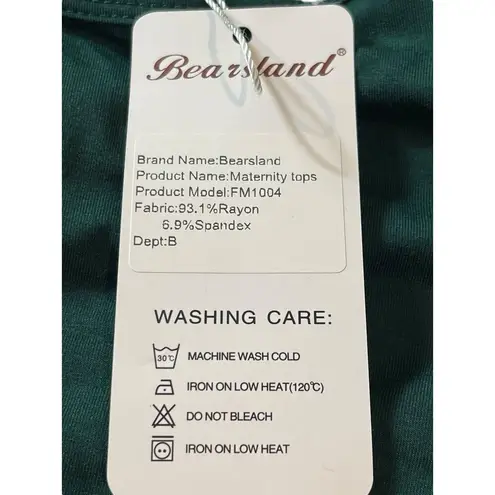 Bearsland®
Brand Name:Bearsland
Product Name:Maternity tops
Product Model:FM1004
Fabric:93.1%Rayon
6.9%Spandex
Dept:B
WASHING CARE:
30℃ MACHINE WASH COLD
IRON ON LOW HEAT(120℃)
DO NOT BLEACH
IRON ON LOW HEAT